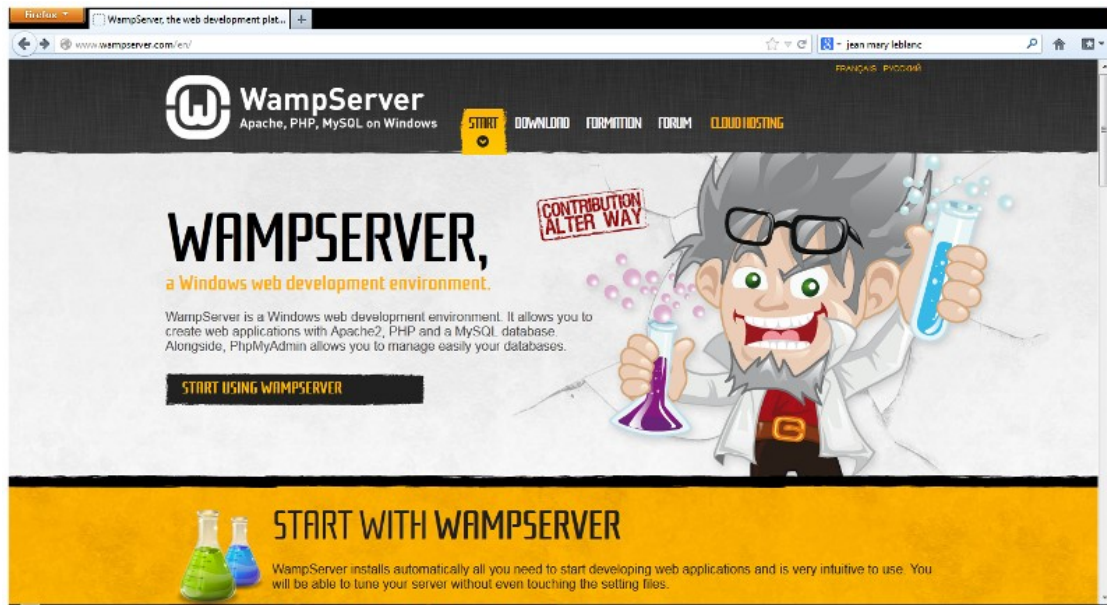 Firefox
WampServer, the web development plat...
www.wampserver.com/en/
jean mary leblanc
FRANÇAIS РУССКИЙ
WampServer
Apache, PHP, MySQL on Windows
START DOWNLOAD FORMATION FORUM CLOUD HOSTING
CONTRIBUTION
ALTER WAY
WAMPSERVER,
a Windows web development environment.
WampServer is a Windows web development environment. It allows you to
create web applications with Apache2, PHP and a MySQL database.
Alongside, PhpMyAdmin allows you to manage easily your databases.
START USING WAMPSERVER
START WITH WAMPSERVER
WampServer installs automatically all you need to start developing web applications and is very intuitive to use. You
will be able to tune your server without even touching the setting files.